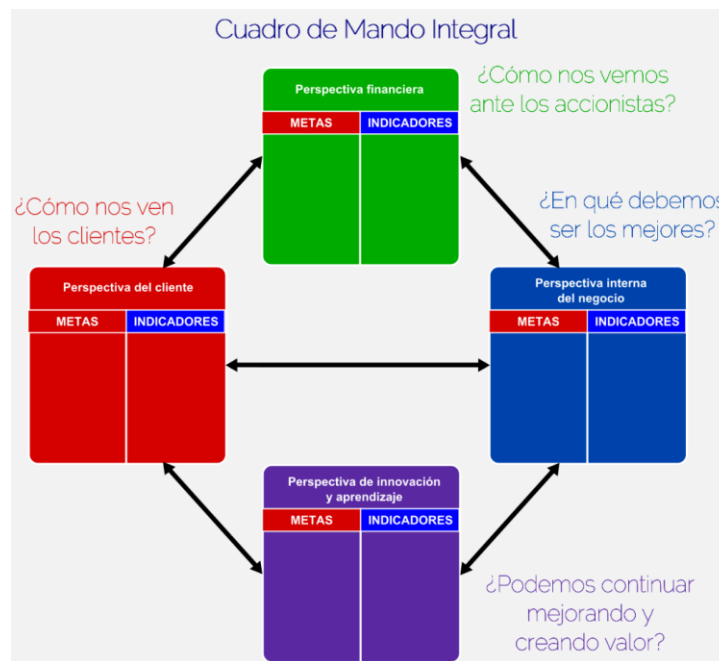 Cuadro de Mando Integral
¿Cómo nos vemos
ante los accionistas?
Perspectiva financiera
METAS INDICADORES
¿Cómo nos ven
los clientes?
¿En qué debemos
ser los mejores?
Perspectiva del cliente
METAS INDICADORES
Perspectiva interna
del negocio
METAS INDICADORES
Perspectiva de innovación
y aprendizaje
METAS INDICADORES
¿Podemos continuar
mejorando y
creando valor?